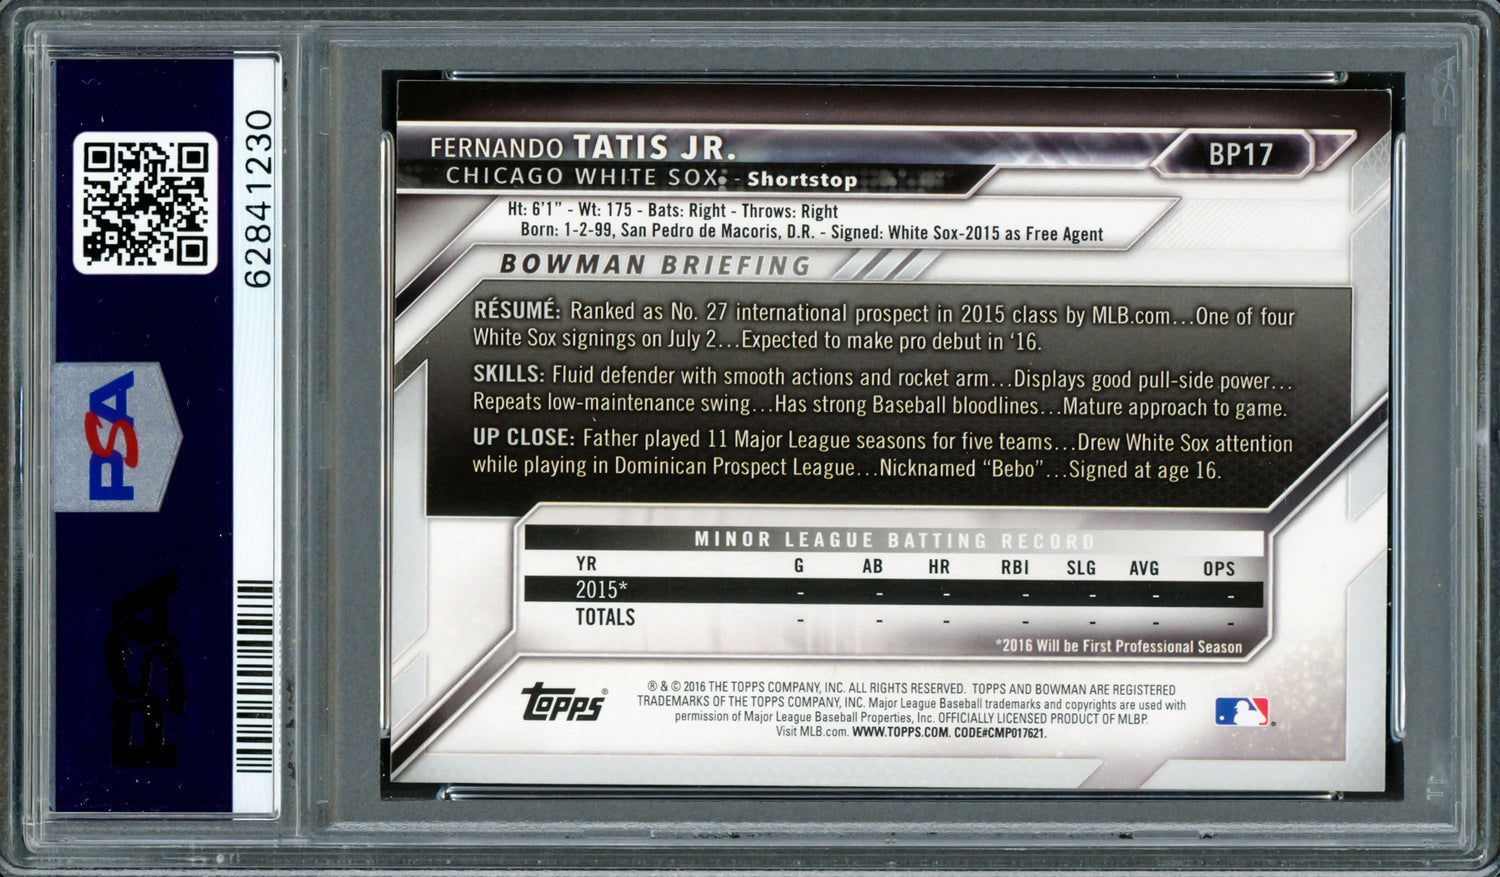 FERNANDO TATIS JR.
BP17
CHICAGO WHITE SOX - Shortstop
Ht: 6'1" - Wt: 175 - Bats: Right - Throws: Right
Born: 1-2-99, San Pedro de Macoris, D.R. - Signed: White Sox-2015 as Free Agent
BOWMAN BRIEFING
RÉSUMÉ: Ranked as No. 27 international prospect in 2015 class by MLB.com...One of four
White Sox signings on July 2...Expected to make pro debut in '16.
SKILLS: Fluid defender with smooth actions and rocket arm...Displays good pull-side power...
Repeats low-maintenance swing...Has strong Baseball bloodlines...Mature approach to game.
UP CLOSE: Father played 11 Major League seasons for five teams...Drew White Sox attention
while playing in Dominican Prospect League...Nicknamed "Bebo"...Signed at age 16.
MINOR LEAGUE BATTING RECORD
YR G AB HR RBI SLG AVG OPS
2015* - - - - - - -
TOTALS - - - - - - -
*2016 Will be First Professional Season
Topps®
® & © 2016 THE TOPPS COMPANY, INC. ALL RIGHTS RESERVED. TOPPS AND BOWMAN ARE REGISTERED
TRADEMARKS OF THE TOPPS COMPANY, INC. Major League Baseball trademarks and copyrights are used with
permission of Major League Baseball Properties, Inc. OFFICIALLY LICENSED PRODUCT OF MLBP.
Visit MLB.com. WWW.TOPPS.COM. CODE#CMP017621.
62841230
PSA
PSA
PSA